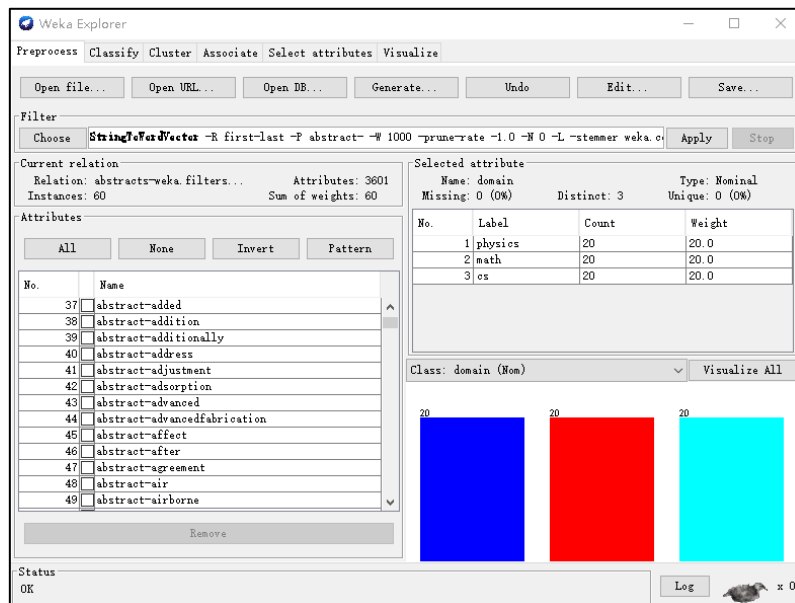 Weka Explorer
Preprocess Classify Cluster Associate Select attributes Visualize
Open file... Open URL... Open DB... Generate... Undo Edit... Save...
Filter
Choose StringToWordVector -R first-last -P abstract- -W 1000 -prune-rate -1.0 -N 0 -L -stemmer weka.co Apply Stop
Current relation
Relation: abstracts-weka.filters... Attributes: 3601
Instances: 60 Sum of weights: 60
Attributes
All None Invert Pattern
No. Name
37 abstract-added
38 abstract-addition
39 abstract-additionally
40 abstract-address
41 abstract-adjustment
42 abstract-adsorption
43 abstract-advanced
44 abstract-advancedfabrication
45 abstract-affect
46 abstract-after
47 abstract-agreement
48 abstract-air
49 abstract-airborne
Remove
Selected attribute
Name: domain Type: Nominal
Missing: 0 (0%) Distinct: 3 Unique: 0 (0%)
No. Label Count Weight
1 physics 20 20.0
2 math 20 20.0
3 cs 20 20.0
Class: domain (Nom) Visualize All
20 20 20
Status
OK
Log x 0